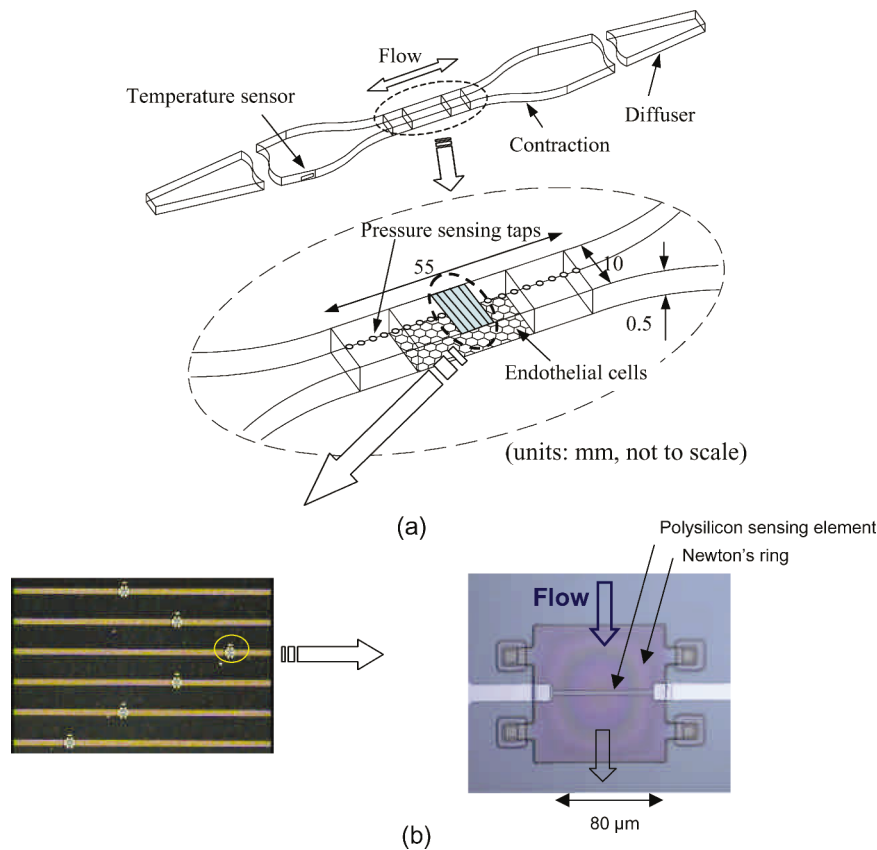 Flow
Temperature sensor
Diffuser
Contraction
Pressure sensing taps
55
10
0.5
Endothelial cells
(units: mm, not to scale)
(a)
Polysilicon sensing element
Newton's ring
Flow
80 µm
(b)